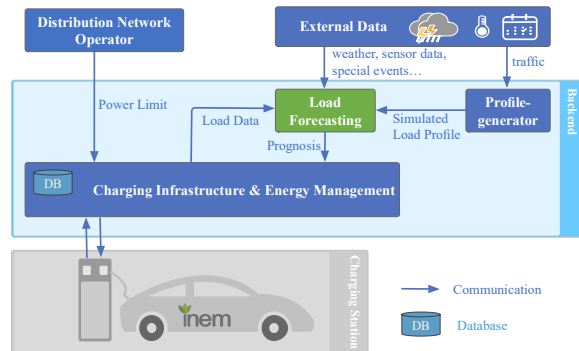 Distribution Network
Operator
External Data
weather, sensor data,
special events…
traffic
Power Limit
Load Data
Load
Forecasting
Simulated
Load Profile
Profile-
generator
Prognosis
Backend
DB
Charging Infrastructure & Energy Management
Charging Station
inem
Communication
DB
Database